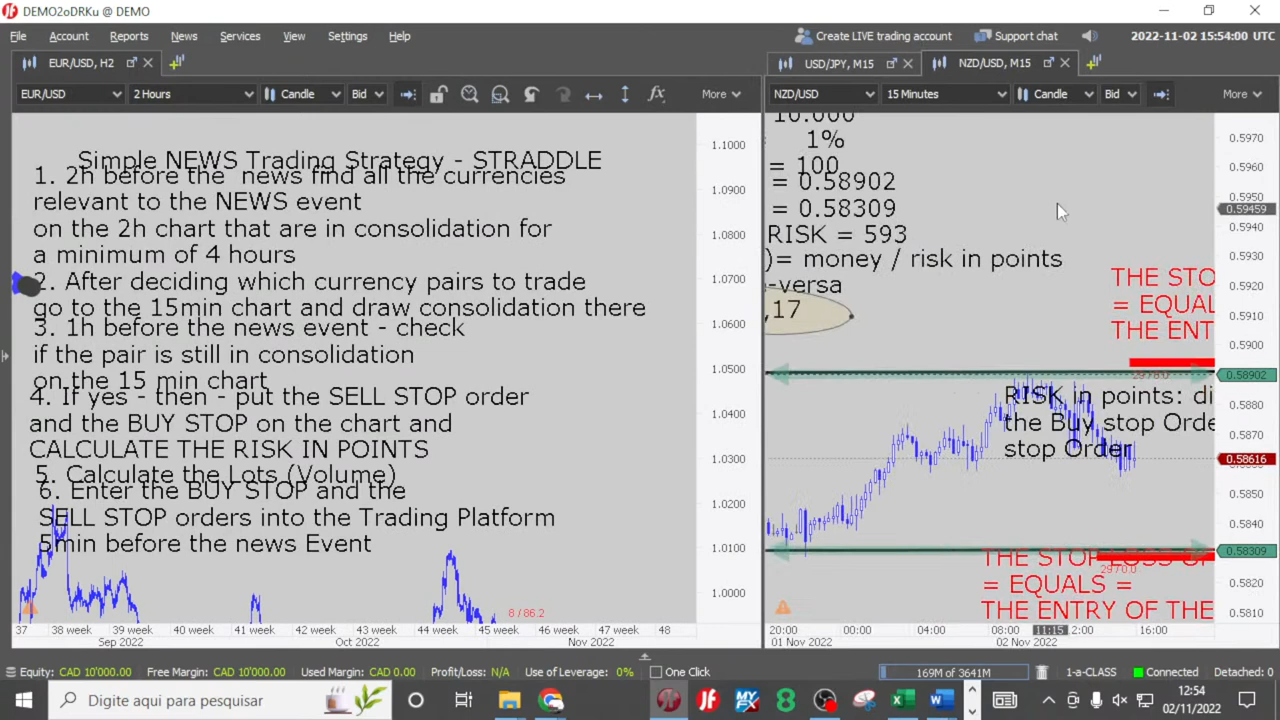 DEMO2oDRKu @ DEMO
File Account Reports News Services View Settings Help
Create LIVE trading account Support chat 2022-11-02 15:54:00 UTC
EUR/USD, H2
USD/JPY, M15 NZD/USD, M15
EUR/USD 2 Hours Candle Bid More
NZD/USD 15 Minutes Candle Bid More
Simple NEWS Trading Strategy - STRADDLE
1. 2h before the news find all the currencies
relevant to the NEWS event
on the 2h chart that are in consolidation for
a minimum of 4 hours
2. After deciding which currency pairs to trade
go to the 15min chart and draw consolidation there
3. 1h before the news event - check
if the pair is still in consolidation
on the 15 min chart
4. If yes - then - put the SELL STOP order
and the BUY STOP on the chart and
CALCULATE THE RISK IN POINTS
5. Calculate the Lots (Volume)
6. Enter the BUY STOP and the
SELL STOP orders into the Trading Platform
5min before the news Event
8 / 86.2
1.1000
1.0900
1.0800
1.0700
1.0600
1.0500
1.0400
1.0300
1.0200
1.0100
1.0000
37 38 week 39 week 40 week 41 week 42 week 43 week 44 week 45 week 46 week 47 week 48
Sep 2022 Oct 2022 Nov 2022
10.000
1%
= 100
= 0.58902
= 0.58309
RISK = 593
)= money / risk in points
-versa
,17
THE STO
= EQUAL
THE ENT
2978.0
RISK in points: di
the Buy stop Orde
stop Order
THE STOP LOSS OF
2970.0
= EQUALS =
THE ENTRY OF THE
0.5970
0.5960
0.5950
0.59459
0.5940
0.5930
0.5920
0.5910
0.5900
0.58902
0.5880
0.5870
0.58616
0.5850
0.5840
0.58309
0.5820
0.5810
20:00 00:00 04:00 08:00 11:15 12:00 16:00
01 Nov 2022 02 Nov 2022
Equity: CAD 10'000.00 Free Margin: CAD 10'000.00 Used Margin: CAD 0.00 Profit/Loss: N/A Use of Leverage: 0% One Click 169M of 3641M 1-a-CLASS Connected Detached: 0
Digite aqui para pesquisar
12:54
02/11/2022